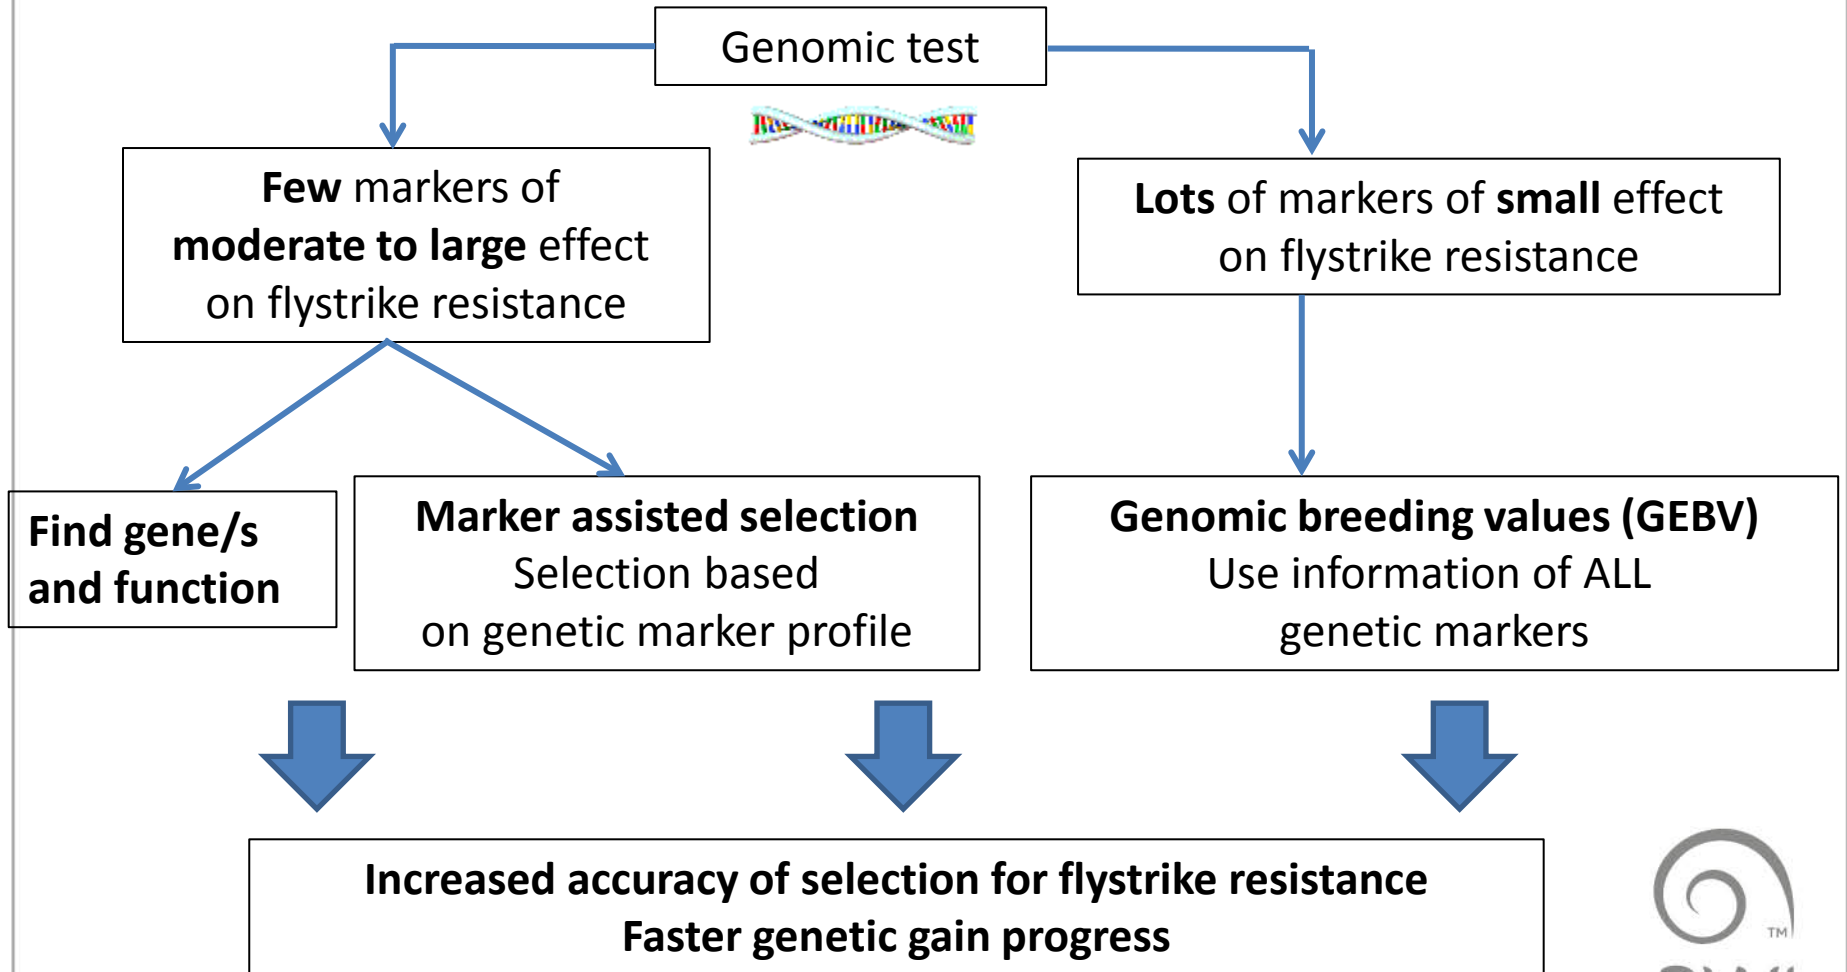 Genomic test
Few markers of
moderate to large effect
on flystrike resistance
Lots of markers of small effect
on flystrike resistance
Find gene/s
and function
Marker assisted selection
Selection based
on genetic marker profile
Genomic breeding values (GEBV)
Use information of ALL
genetic markers
Increased accuracy of selection for flystrike resistance
Faster genetic gain progress
TM